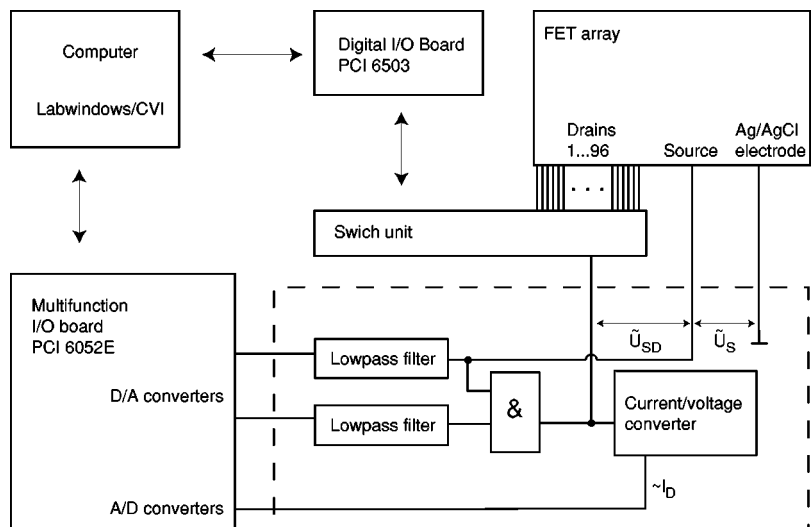 Computer
Labwindows/CVI
Digital I/O Board
PCI 6503
FET array
Drains
1...96
Source
Ag/AgCl
electrode
. . .
Swich unit
Multifunction
I/O board
PCI 6052E
D/A converters
A/D converters
Lowpass filter
Lowpass filter
&
Ũ_SD
Ũ_S
Current/voltage
converter
~I_D